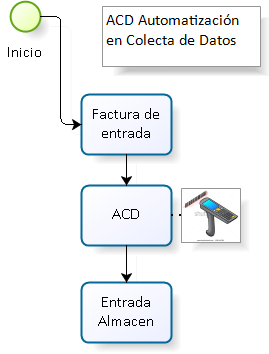 ACD Automatización
en Colecta de Datos
Inicio
Factura de
entrada
ACD
Entrada
Almacen